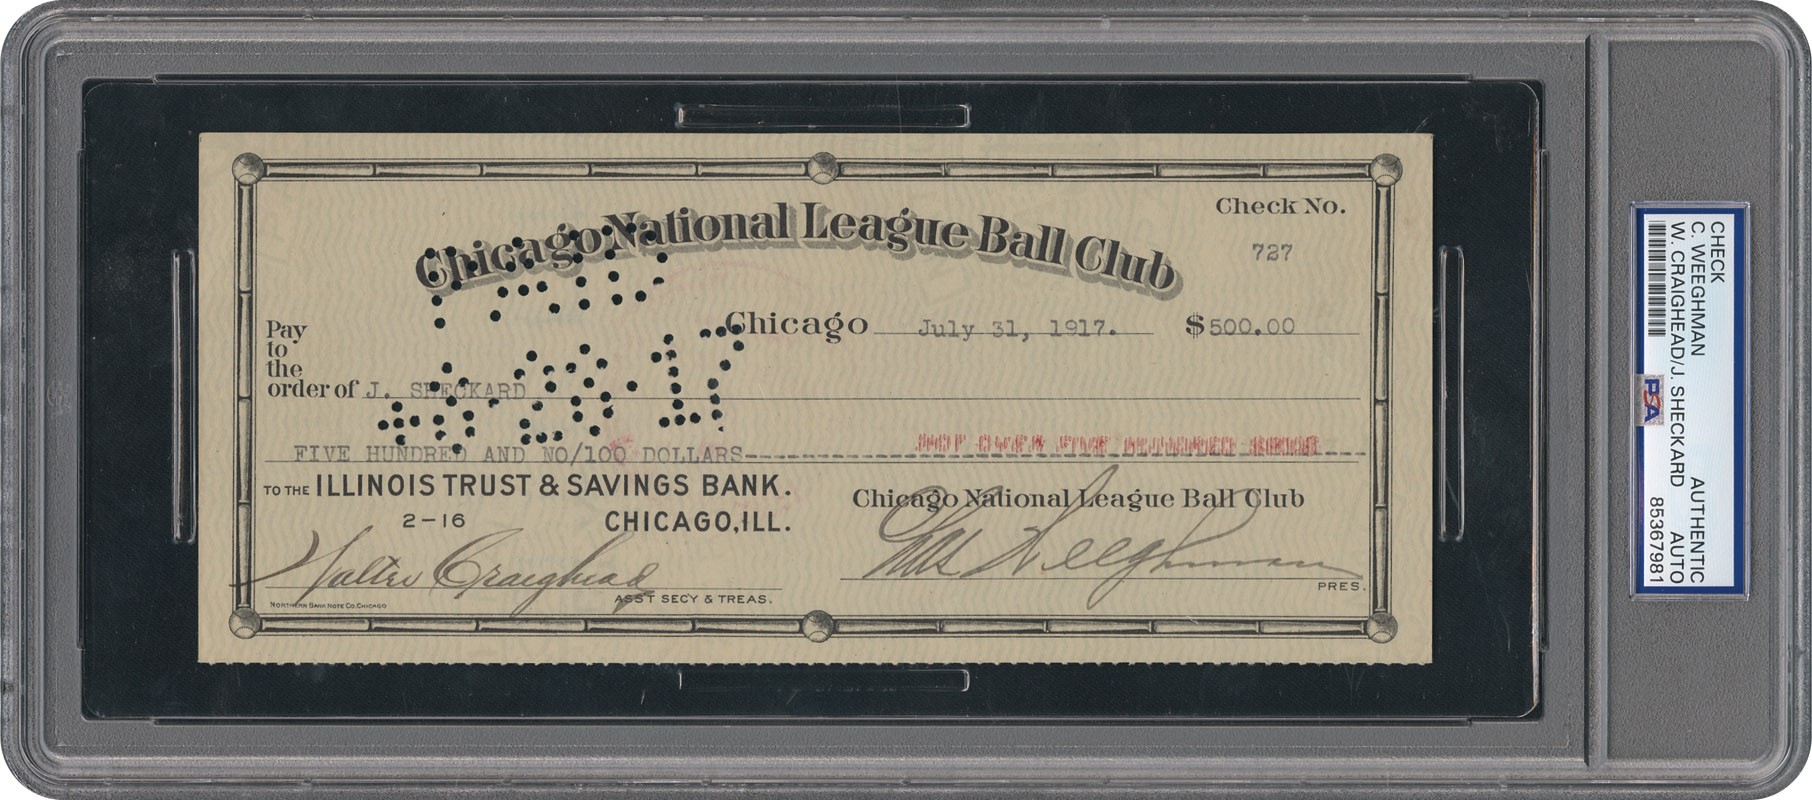 Check No.
Chicago National League Ball Club
727
Chicago July 31, 1917. $500.00
Pay
to
the
order of J. SHECKARD
FIVE HUNDRED AND NO/100 DOLLARS
TO THE ILLINOIS TRUST & SAVINGS BANK.
2-16 CHICAGO, ILL.
Chicago National League Ball Club
Chas Weeghman
PRES.
Walter Craighead
ASS'T SECY & TREAS.
NORTHERN BANK NOTE CO. CHICAGO
CHECK
C. WEEGHMAN AUTHENTIC
W. CRAIGHEAD/J. SHECKARD AUTO
PSA 85367981